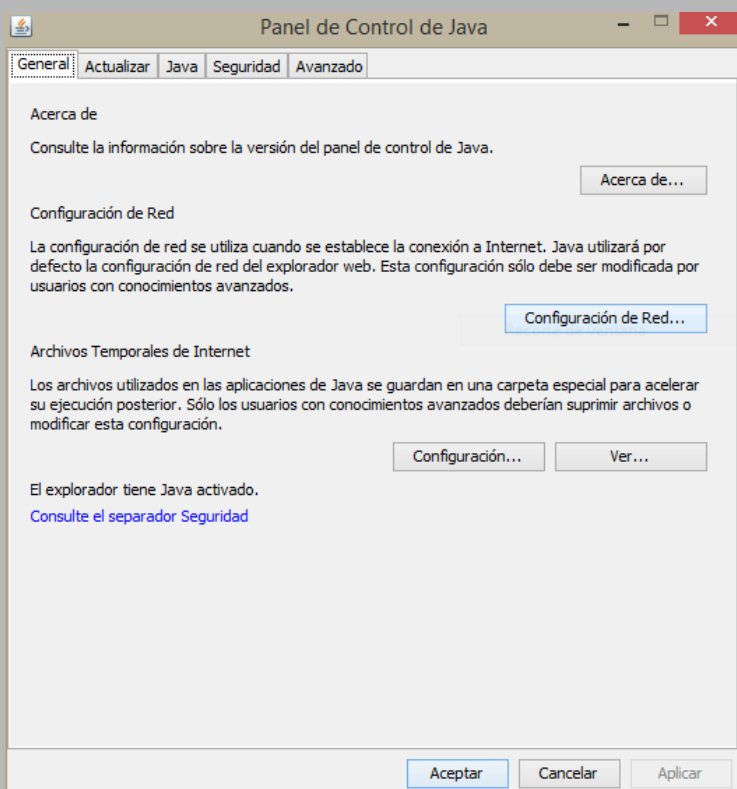 Panel de Control de Java
General Actualizar Java Seguridad Avanzado
Acerca de
Consulte la información sobre la versión del panel de control de Java.
Acerca de...
Configuración de Red
La configuración de red se utiliza cuando se establece la conexión a Internet. Java utilizará por
defecto la configuración de red del explorador web. Esta configuración sólo debe ser modificada por
usuarios con conocimientos avanzados.
Configuración de Red...
Archivos Temporales de Internet
Los archivos utilizados en las aplicaciones de Java se guardan en una carpeta especial para acelerar
su ejecución posterior. Sólo los usuarios con conocimientos avanzados deberían suprimir archivos o
modificar esta configuración.
Configuración... Ver...
El explorador tiene Java activado.
Consulte el separador Seguridad
Aceptar Cancelar Aplicar